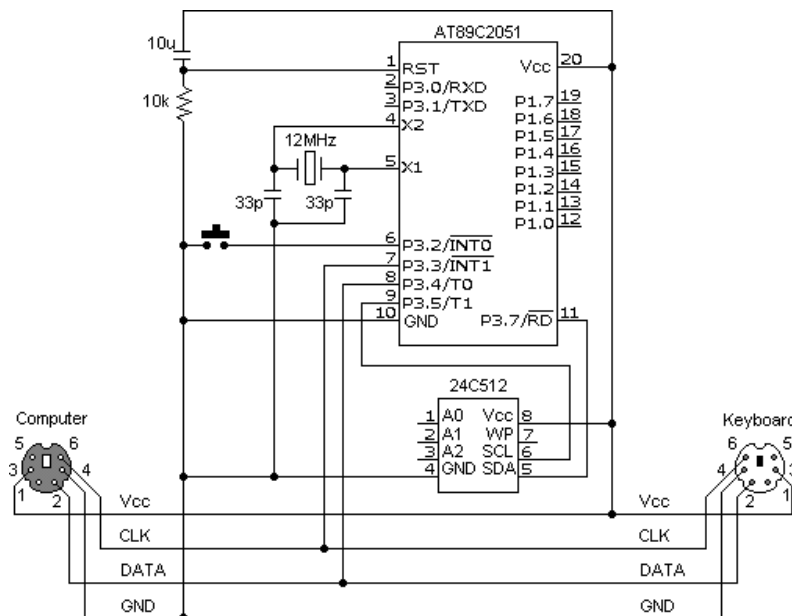 AT89C2051
10u
1 RST Vcc 20
2 P3.0/RXD
3 P3.1/TXD
P1.7 19
10k
4 X2
P1.6 18
P1.5 17
12MHz
P1.4 16
5 X1
P1.3 15
P1.2 14
33p 33p
P1.1 13
P1.0 12
6 P3.2/INT0
7 P3.3/INT1
8 P3.4/T0
9 P3.5/T1
10 GND P3.7/RD 11
24C512
1 A0 Vcc 8
2 A1 WP 7
3 A2 SCL 6
4 GND SDA 5
Computer
5 6
3 4
1 2
Keyboard
6 5
4 3
2 1
Vcc Vcc
CLK CLK
DATA DATA
GND GND